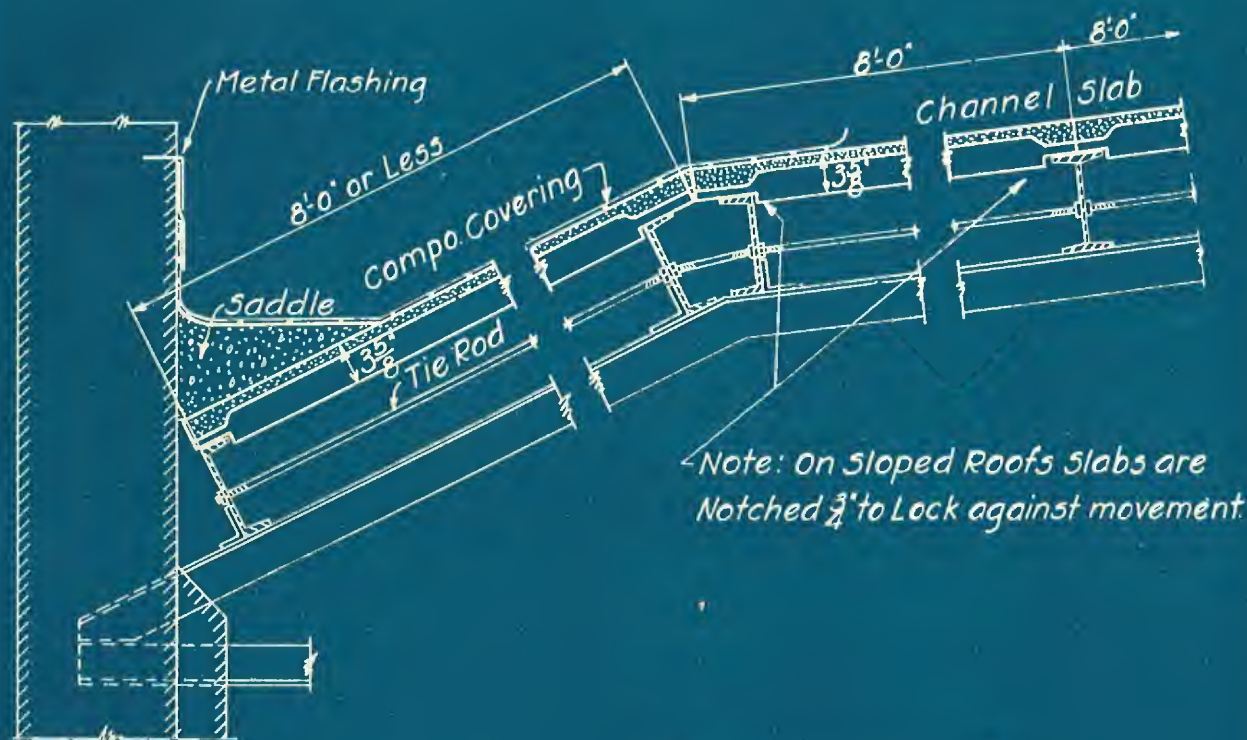 Metal Flashing
8'-0" or Less
8'-0"
8'-0"
Channel Slab
Compo. Covering
3 5/8"
Saddle
3 5/8"
Tie Rod
Note: On Sloped Roofs Slabs are
Notched 3/4" to Lock against movement.